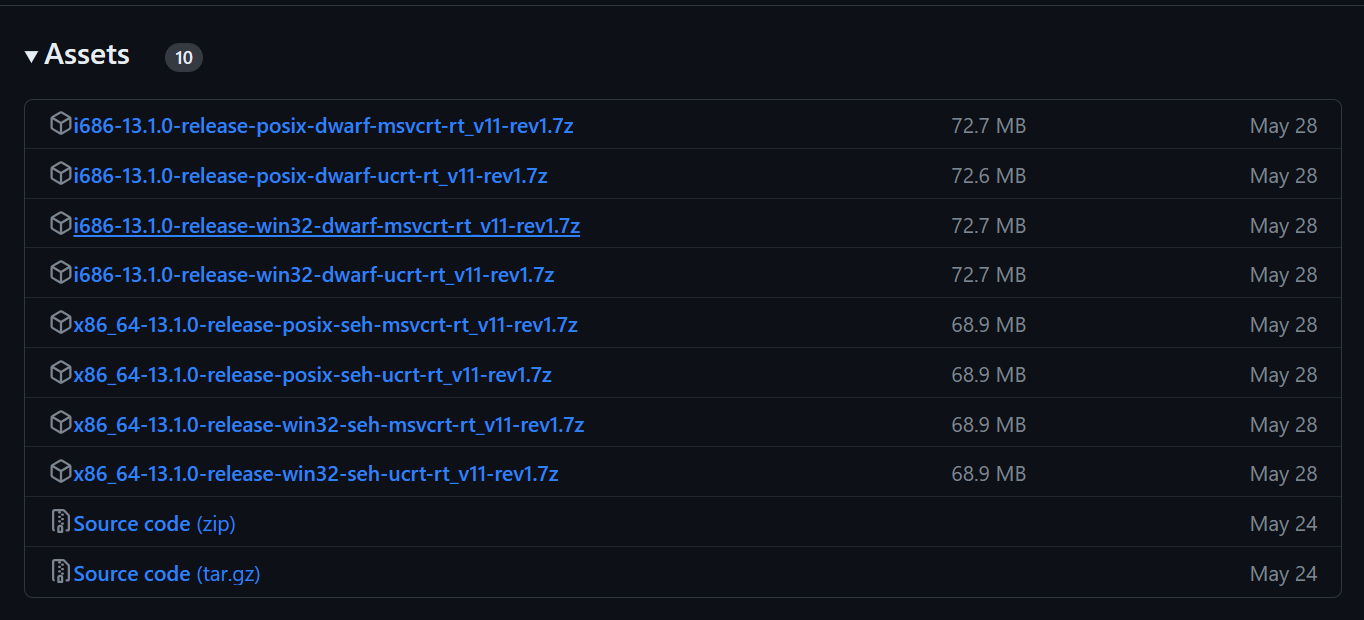 Assets 10
i686-13.1.0-release-posix-dwarf-msvcrt-rt_v11-rev1.7z 72.7 MB May 28
i686-13.1.0-release-posix-dwarf-ucrt-rt_v11-rev1.7z 72.6 MB May 28
i686-13.1.0-release-win32-dwarf-msvcrt-rt_v11-rev1.7z 72.7 MB May 28
i686-13.1.0-release-win32-dwarf-ucrt-rt_v11-rev1.7z 72.7 MB May 28
x86_64-13.1.0-release-posix-seh-msvcrt-rt_v11-rev1.7z 68.9 MB May 28
x86_64-13.1.0-release-posix-seh-ucrt-rt_v11-rev1.7z 68.9 MB May 28
x86_64-13.1.0-release-win32-seh-msvcrt-rt_v11-rev1.7z 68.9 MB May 28
x86_64-13.1.0-release-win32-seh-ucrt-rt_v11-rev1.7z 68.9 MB May 28
Source code (zip) May 24
Source code (tar.gz) May 24